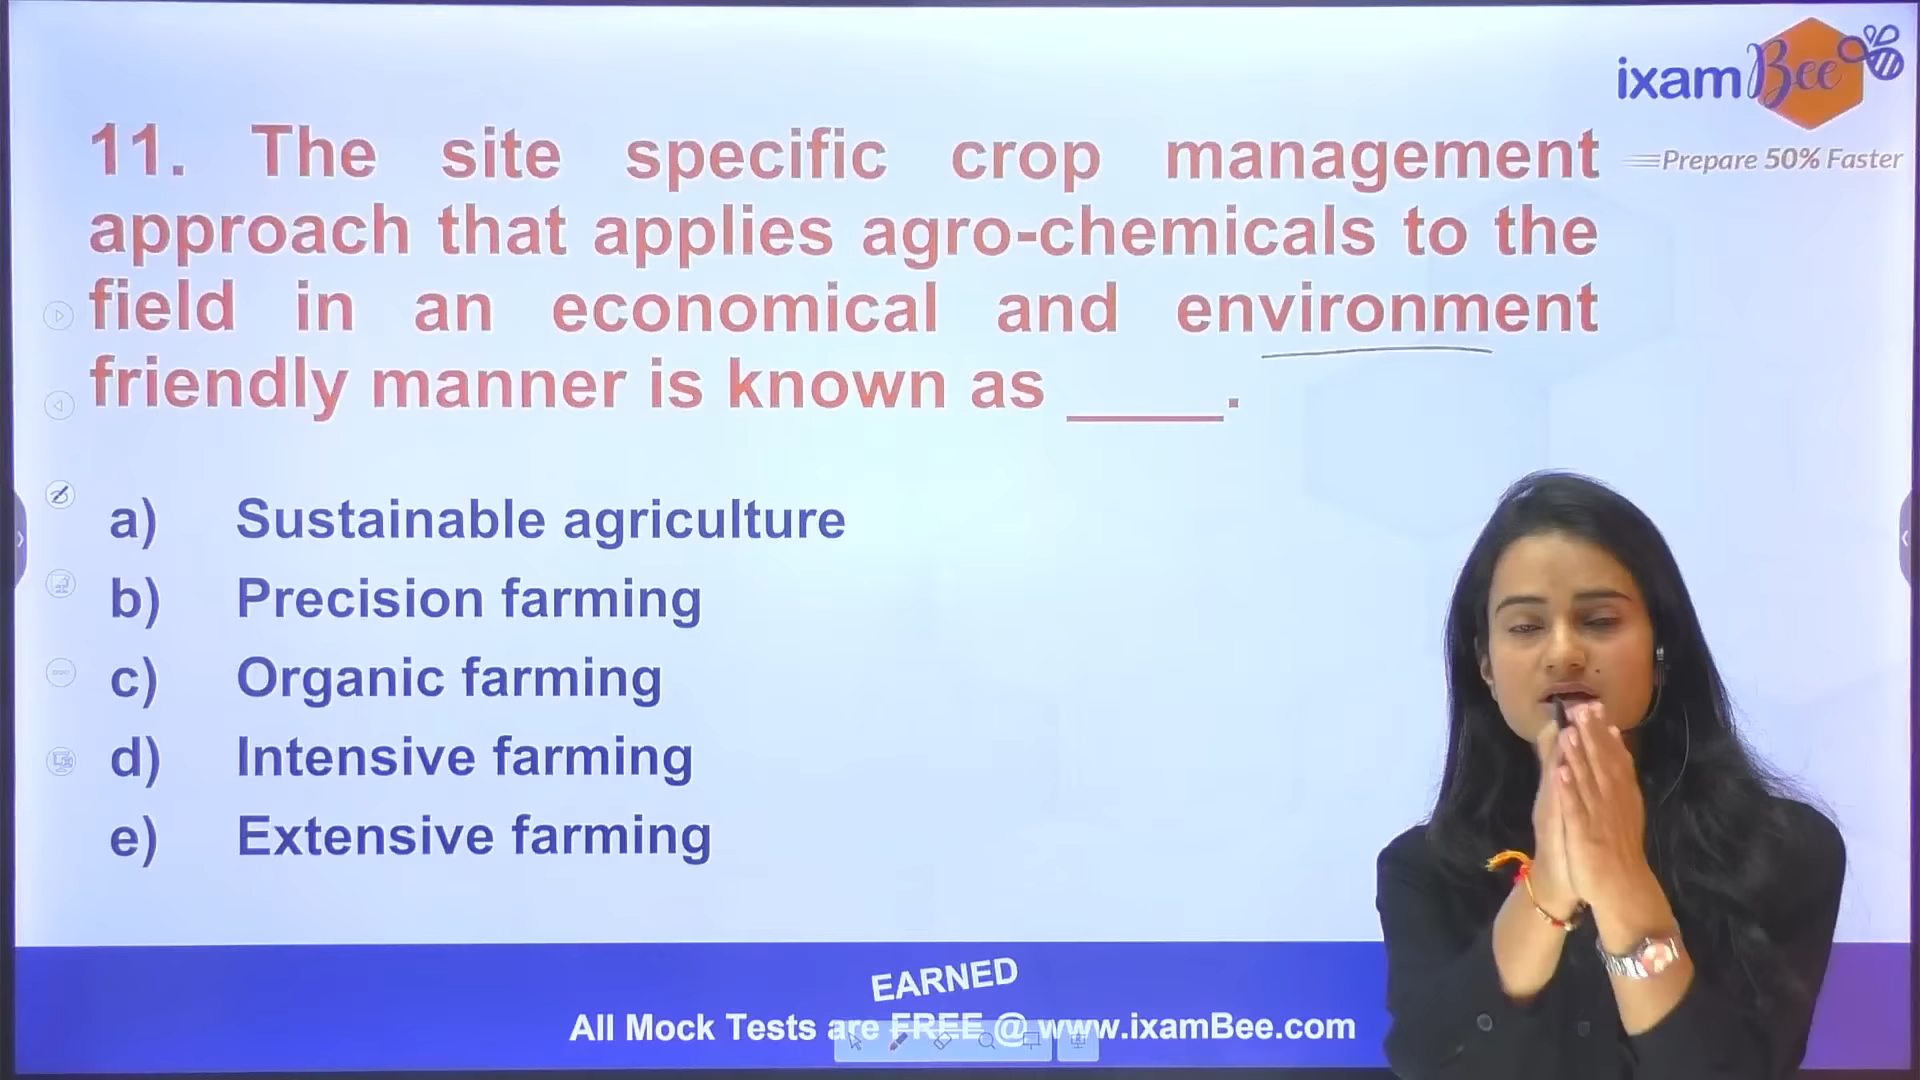 ixamBee
Prepare 50% Faster
11. The site specific crop management
approach that applies agro-chemicals to the
field in an economical and environment
friendly manner is known as _____.
a) Sustainable agriculture
b) Precision farming
c) Organic farming
d) Intensive farming
e) Extensive farming
EARNED
All Mock Tests are FREE @ www.ixamBee.com